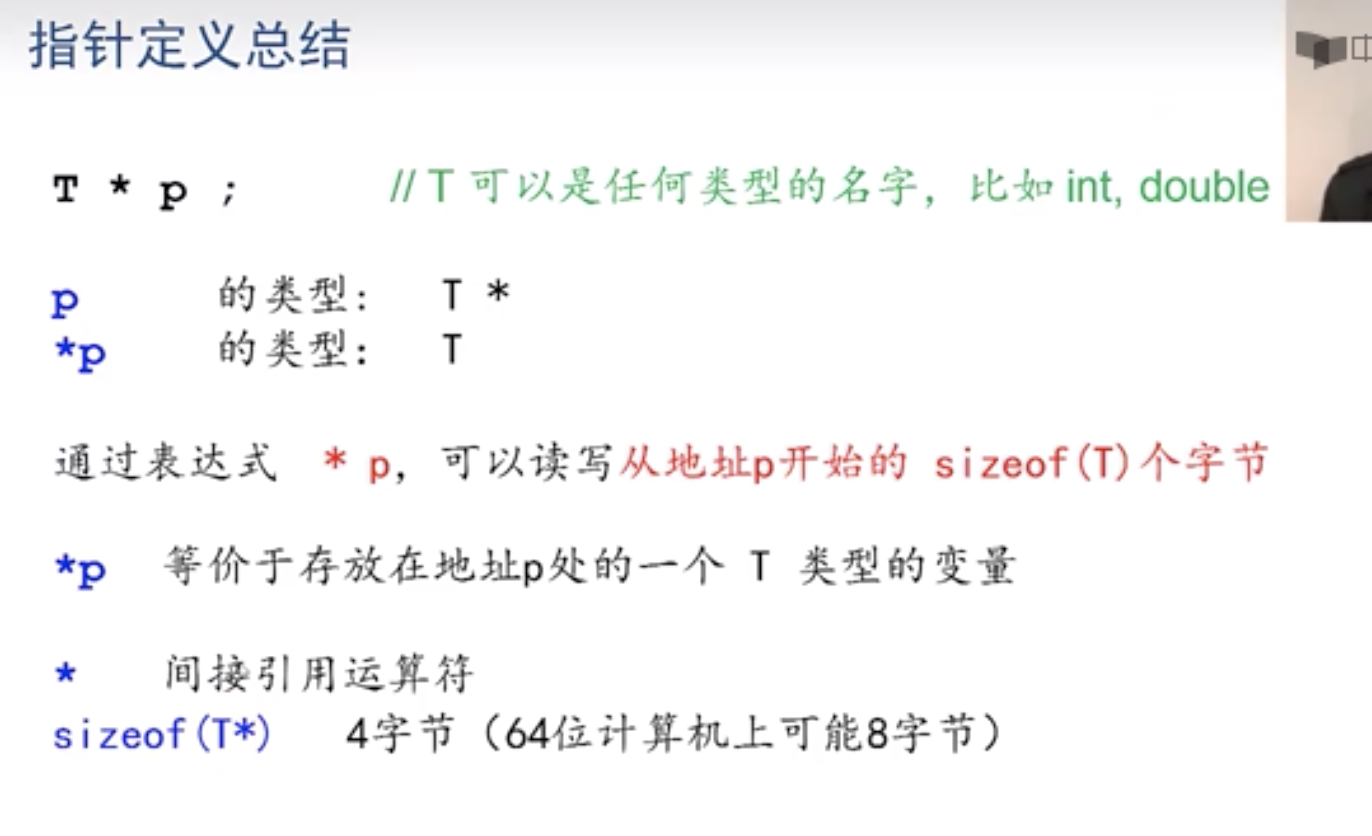 指针定义总结
中
T * p ; // T 可以是任何类型的名字，比如 int, double
p 的类型： T *
*p 的类型： T
通过表达式 * p，可以读写从地址p开始的 sizeof(T)个字节
*p 等价于存放在地址p处的一个 T 类型的变量
* 间接引用运算符
sizeof(T*) 4字节（64位计算机上可能8字节）